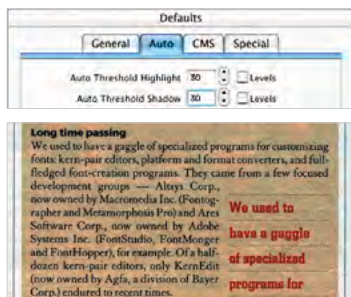 Defaults
General Auto CMS Special
Auto Threshold Highlight 30 Levels
Auto Threshold Shadow 80 Levels
Long time passing
We used to have a gaggle of specialized programs for customizing
fonts: kern-pair editors, platform and format converters, and full-
fledged font-creation programs. They came from a few focused
development groups — Altsys Corp.,
now owned by Macromedia Inc. (Fontog-
rapher and Metamorphosis Pro) and Ares
Software Corp., now owned by Adobe
Systems Inc. (FontStudio, FontMonger
and FontHopper), for example. Of a half-
dozen kern-pair editors, only KernEdit
(now owned by Agfa, a division of Bayer
Corp.) endured to recent times.
We used to
have a gaggle
of specialized
programs for